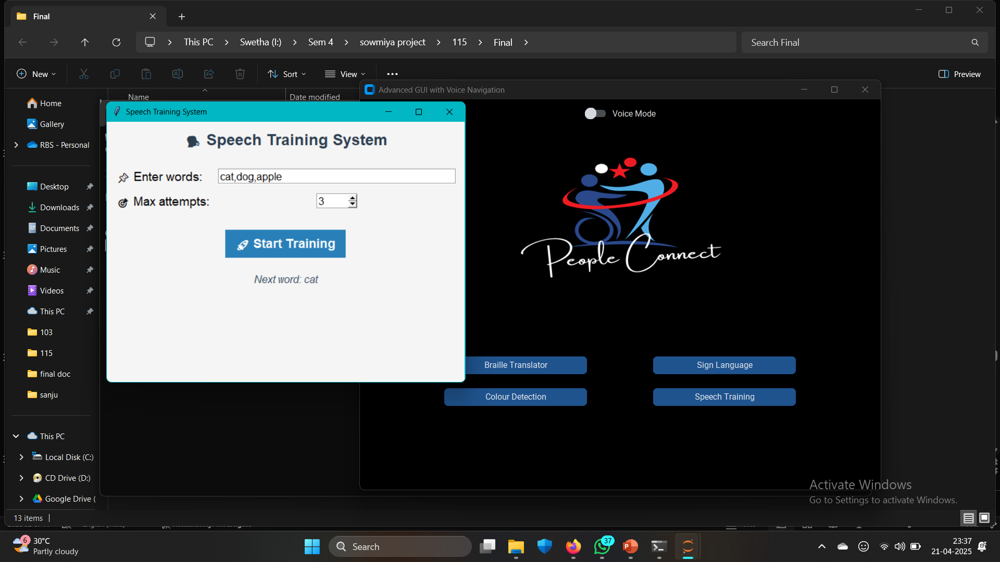 Final
This PC > Swetha (I:) > Sem 4 > sowmiya project > 115 > Final >
Search Final
New
Sort
View
Preview
Name
Date modified
Home
Gallery
RBS - Personal
Desktop
Downloads
Documents
Pictures
Music
Videos
This PC
103
115
final doc
sanju
This PC
Local Disk (C:)
CD Drive (D:)
Google Drive (
13 items
Speech Training System
Speech Training System
Enter words:
cat,dog,apple
Max attempts:
3
Start Training
Next word: cat
Advanced GUI with Voice Navigation
Voice Mode
People Connect
Braille Translator
Sign Language
Colour Detection
Speech Training
Activate Windows
Go to Settings to activate Windows.
6
30°C
Partly cloudy
Search
37
23:37
21-04-2025